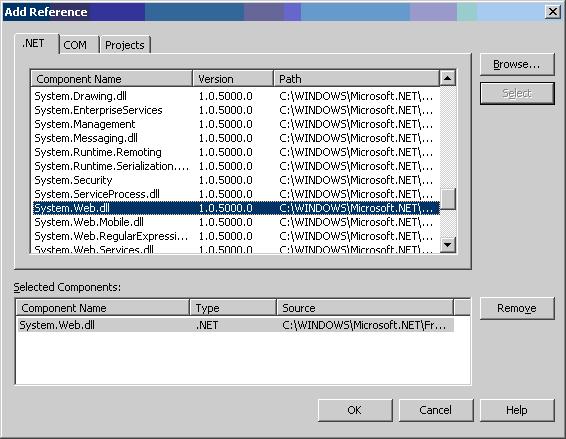 Add Reference
.NET COM Projects
Component Name Version Path
System.Drawing.dll 1.0.5000.0 C:\WINDOWS\Microsoft.NET\...
System.EnterpriseServices 1.0.5000.0 C:\WINDOWS\Microsoft.NET\...
System.Management 1.0.5000.0 C:\WINDOWS\Microsoft.NET\...
System.Messaging.dll 1.0.5000.0 C:\WINDOWS\Microsoft.NET\...
System.Runtime.Remoting 1.0.5000.0 C:\WINDOWS\Microsoft.NET\...
System.Runtime.Serialization.... 1.0.5000.0 C:\WINDOWS\Microsoft.NET\...
System.Security 1.0.5000.0 C:\WINDOWS\Microsoft.NET\...
System.ServiceProcess.dll 1.0.5000.0 C:\WINDOWS\Microsoft.NET\...
System.Web.dll 1.0.5000.0 C:\WINDOWS\Microsoft.NET\...
System.Web.Mobile.dll 1.0.5000.0 C:\WINDOWS\Microsoft.NET\...
System.Web.RegularExpressi... 1.0.5000.0 C:\WINDOWS\Microsoft.NET\...
System.Web.Services.dll 1.0.5000.0 C:\WINDOWS\Microsoft.NET\...
Browse...
Select
Selected Components:
Component Name Type Source
System.Web.dll .NET C:\WINDOWS\Microsoft.NET\Fr...
Remove
OK Cancel Help